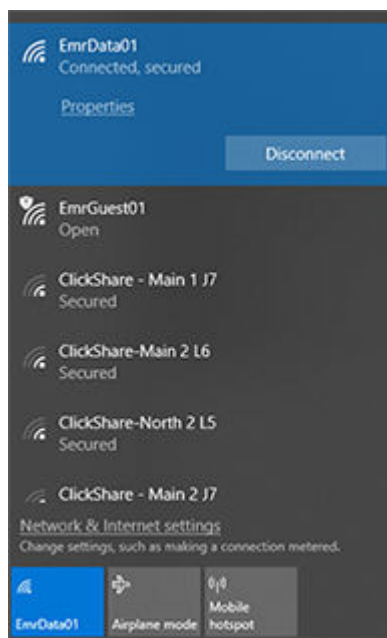 EmrData01
Connected, secured
Properties
Disconnect
EmrGuest01
Open
ClickShare - Main 1 J7
Secured
ClickShare-Main 2 L6
Secured
ClickShare-North 2 L5
Secured
ClickShare - Main 2 J7
Network & Internet settings
Change settings, such as making a connection metered.
EmrData01
Airplane mode
Mobile
hotspot